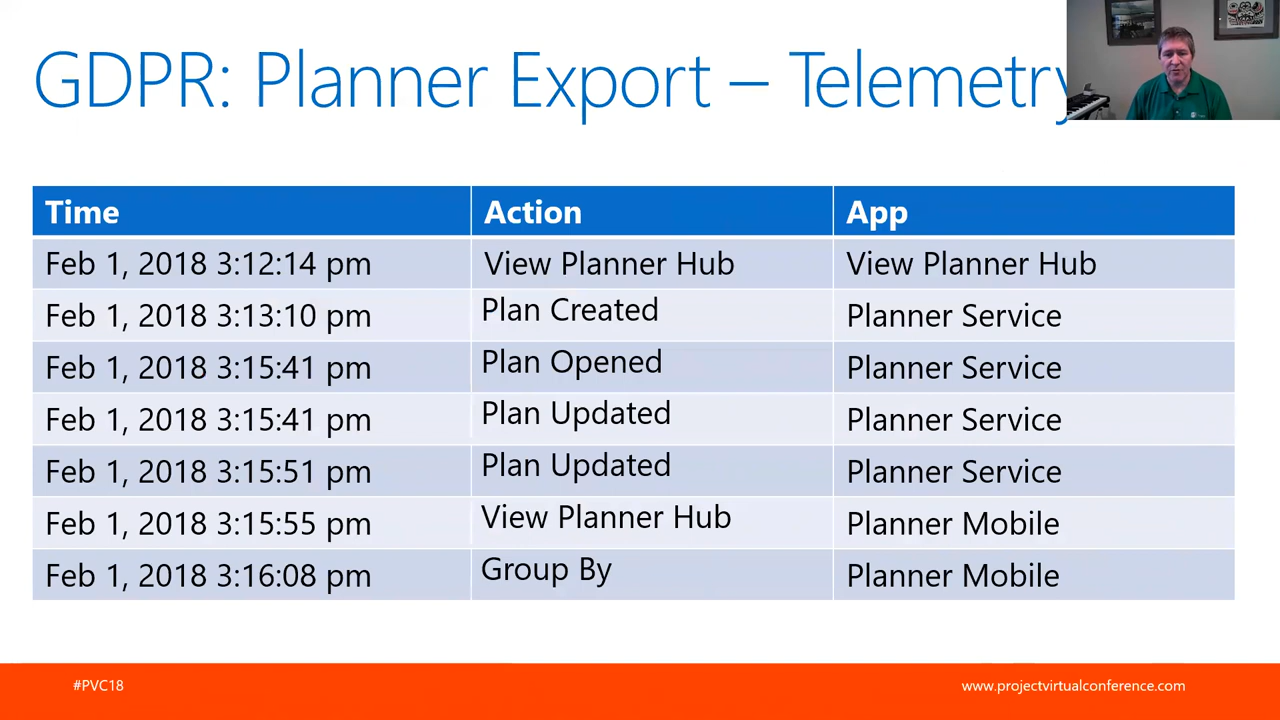 GDPR: Planner Export – Telemetry
Time Action App
Feb 1, 2018 3:12:14 pm View Planner Hub View Planner Hub
Feb 1, 2018 3:13:10 pm Plan Created Planner Service
Feb 1, 2018 3:15:41 pm Plan Opened Planner Service
Feb 1, 2018 3:15:41 pm Plan Updated Planner Service
Feb 1, 2018 3:15:51 pm Plan Updated Planner Service
Feb 1, 2018 3:15:55 pm View Planner Hub Planner Mobile
Feb 1, 2018 3:16:08 pm Group By Planner Mobile
#PVC18 www.projectvirtualconference.com